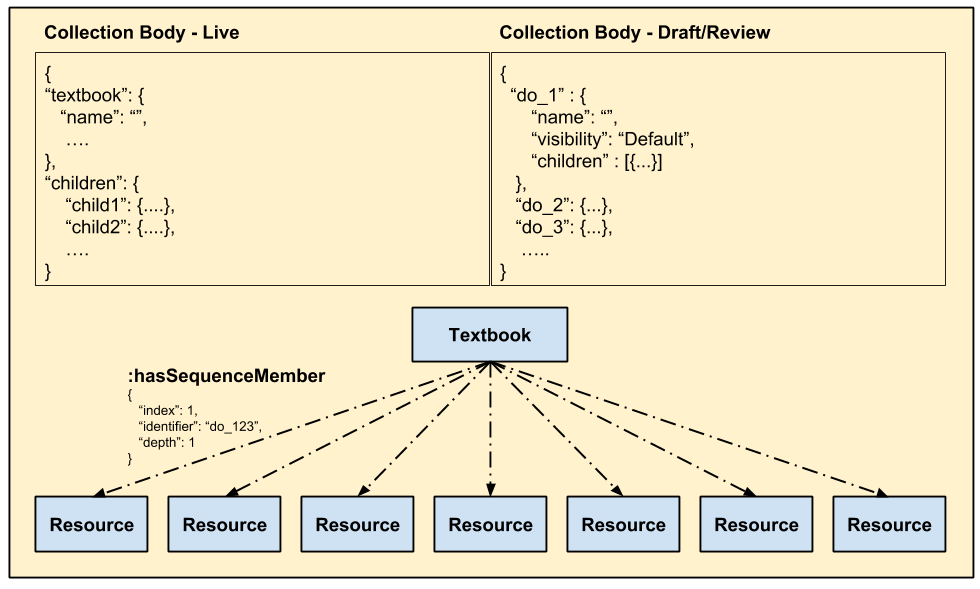 Collection Body - Live
{
“textbook”: {
“name”: “”,
….
},
“children”: {
“child1”: {....},
“child2”: {....},
….
}
Collection Body - Draft/Review
{
“do_1” : {
“name”: “”,
“visibility”: “Default”,
“children” : [{...}]
},
“do_2”: {...},
“do_3”: {...},
…..
}
Textbook
:hasSequenceMember
{
“index”: 1,
“identifier”: “do_123”,
“depth”: 1
}
Resource
Resource
Resource
Resource
Resource
Resource
Resource